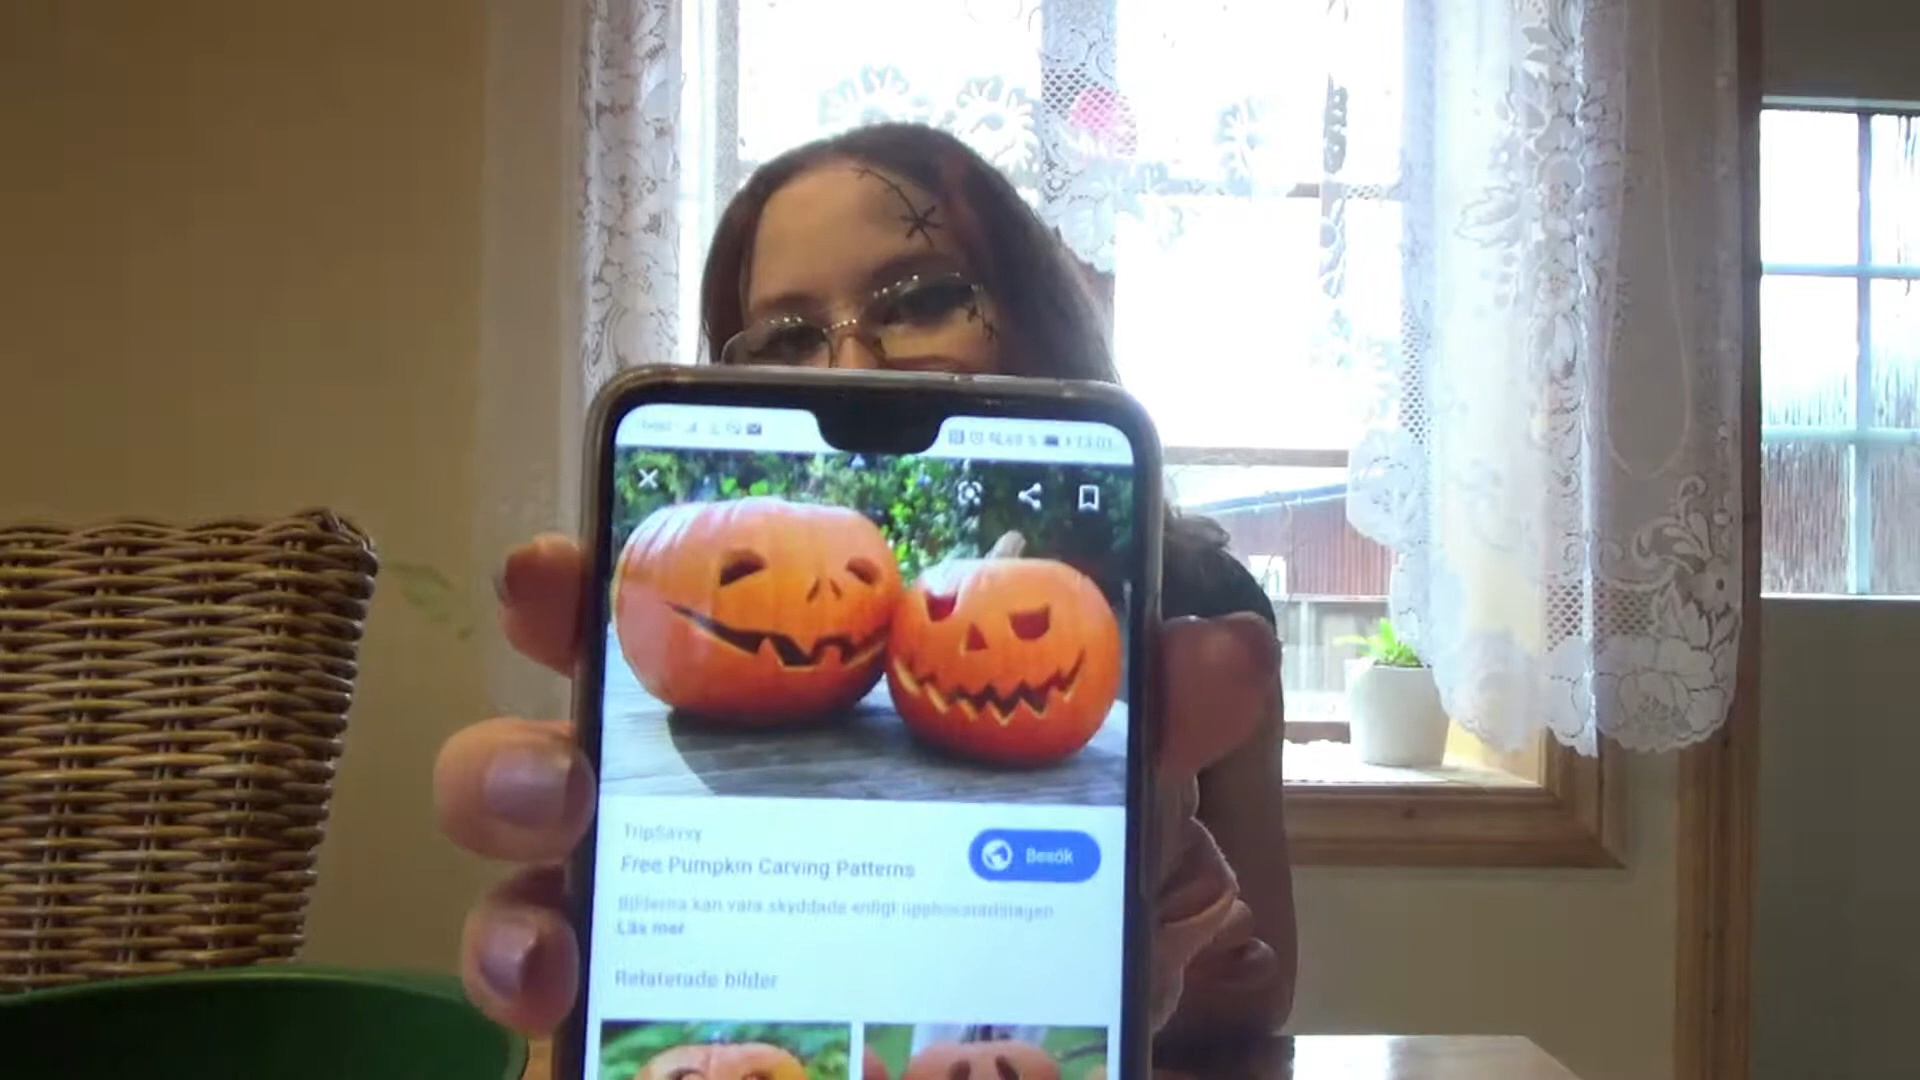 TripSavvy
Free Pumpkin Carving Patterns
Besök
Bilderna kan vara skyddade enligt upphovsrättslagen
Läs mer
Relaterade bilder